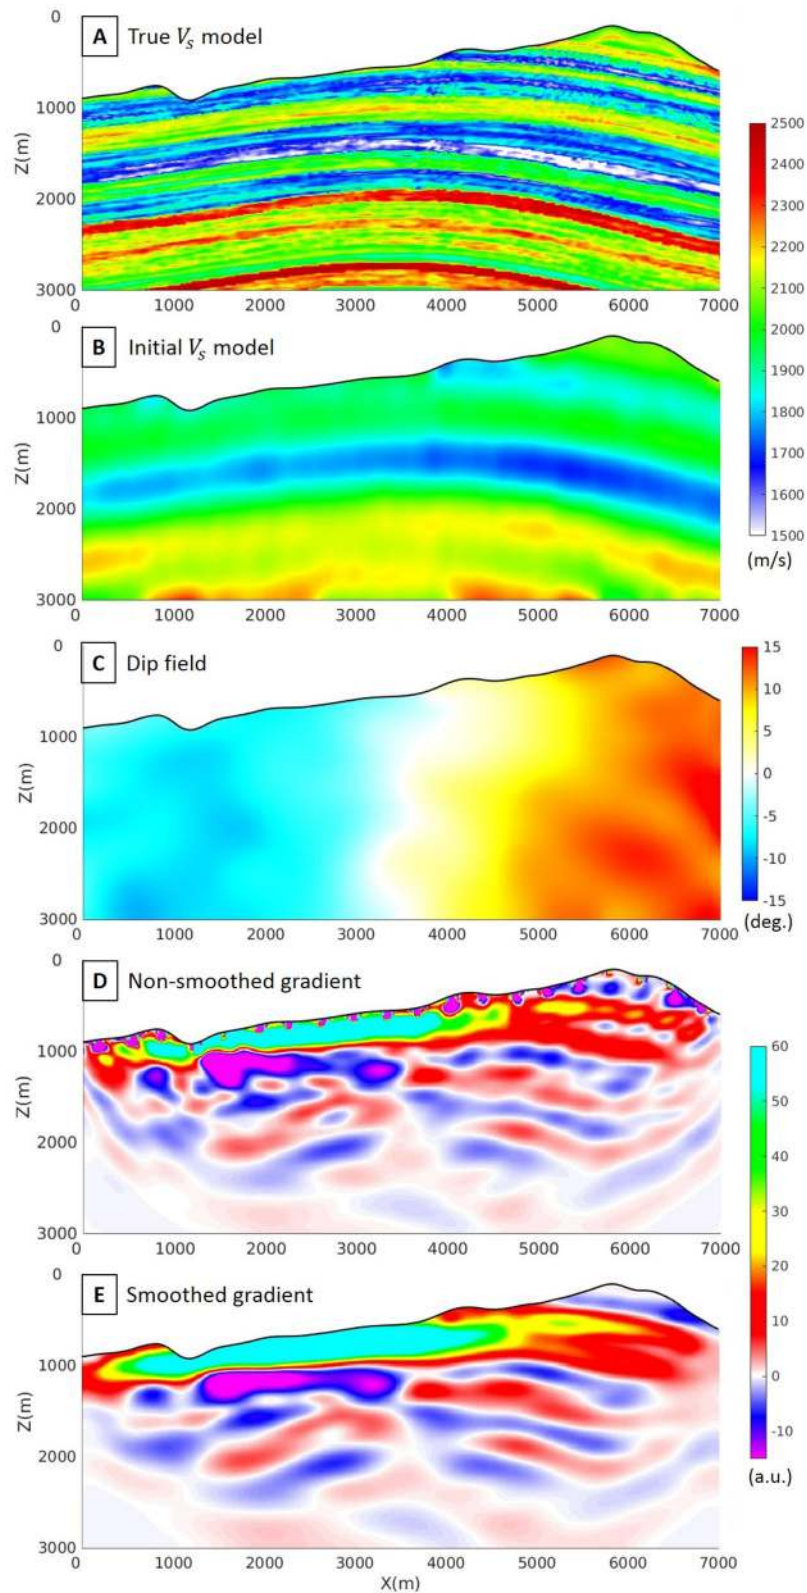 0
A True Vₛ model
1000
Z(m)
2000
3000
0 1000 2000 3000 4000 5000 6000 7000
2500
2400
2300
2200
2100
2000
1900
1800
1700
1600
1500
(m/s)
0
B Initial Vₛ model
1000
Z(m)
2000
3000
0 1000 2000 3000 4000 5000 6000 7000
0
C Dip field
1000
Z(m)
2000
3000
0 1000 2000 3000 4000 5000 6000 7000
15
10
5
0
-5
-10
-15
(deg.)
0
D Non-smoothed gradient
1000
Z(m)
2000
3000
0 1000 2000 3000 4000 5000 6000 7000
60
50
40
30
20
10
0
-10
(a.u.)
0
E Smoothed gradient
1000
Z(m)
2000
3000
0 1000 2000 3000 4000 5000 6000 7000
X(m)